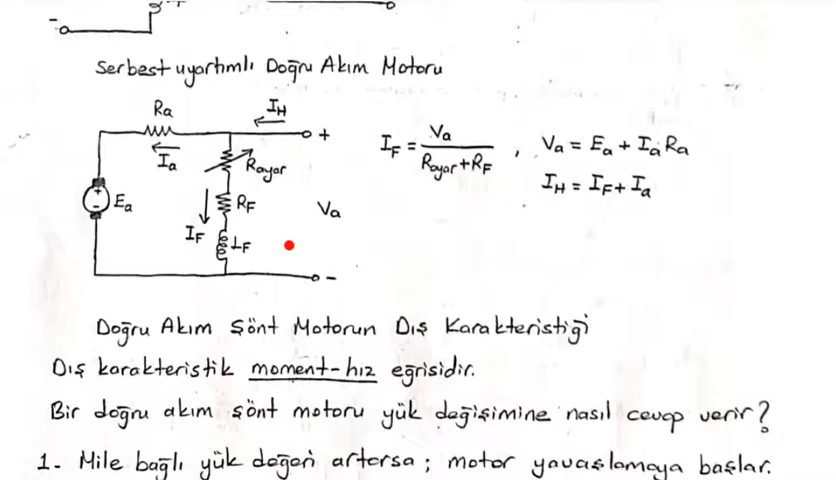 Serbest uyartımlı Doğru Akım Motoru
Ra
IH
+
Ia
Rayar
Ea
RF
Va
IF
LF
-
IF = Va / (Rayar + RF) , Va = Ea + Ia Ra
IH = IF + Ia
Doğru Akım Şönt Motorun Dış Karakteristiği
Dış karakteristik moment-hız eğrisidir.
Bir doğru akım şönt motoru yük değişimine nasıl cevap verir?
1. Mile bağlı yük değeri artarsa ; motor yavaşlamaya başlar.